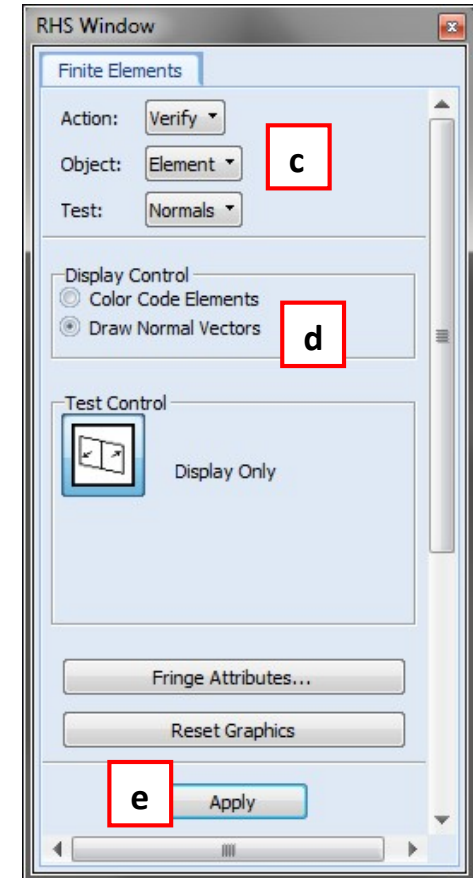 RHS Window
Finite Elements
Action: Verify
c
Object: Element
Test: Normals
Display Control
Color Code Elements
Draw Normal Vectors
d
Test Control
Display Only
Fringe Attributes...
Reset Graphics
e
Apply